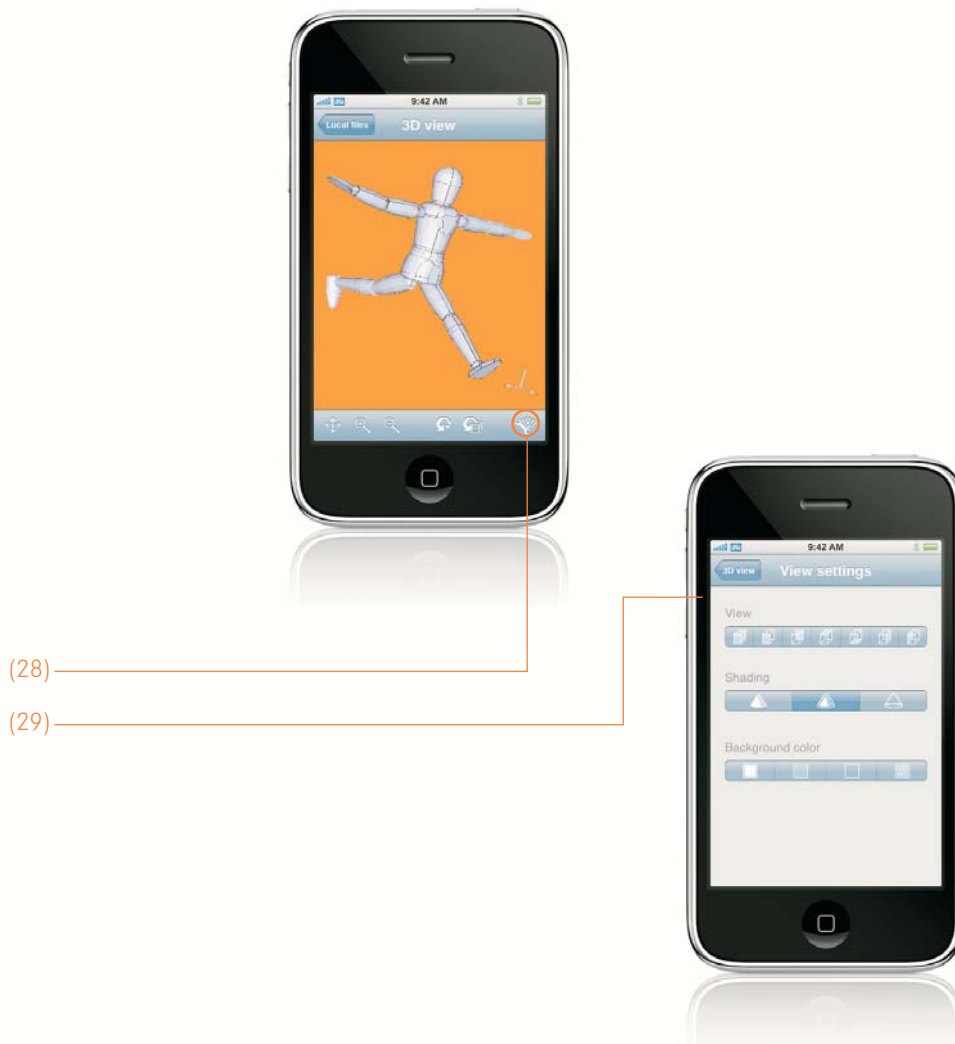 9:42 AM
Local files
3D view
(28)
(29)
9:42 AM
3D view
View settings
View
Shading
Background color